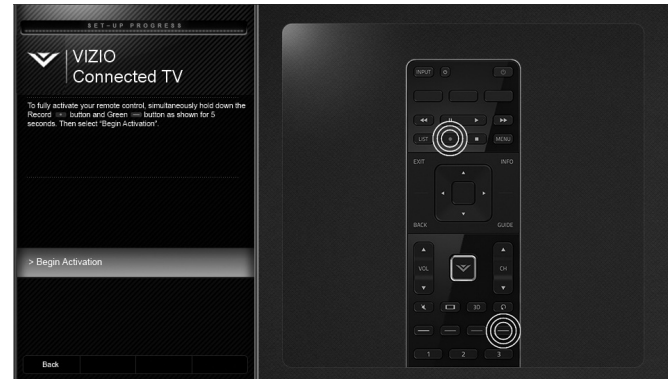 SET-UP PROGRESS
VIZIO
Connected TV
To fully activate your remote control, simultaneously hold down the
Record button and Green button as shown for 5
seconds. Then select "Begin Activation".
> Begin Activation
Back
INPUT
LIST
MENU
EXIT INFO
BACK GUIDE
VOL CH
3D
1 2 3